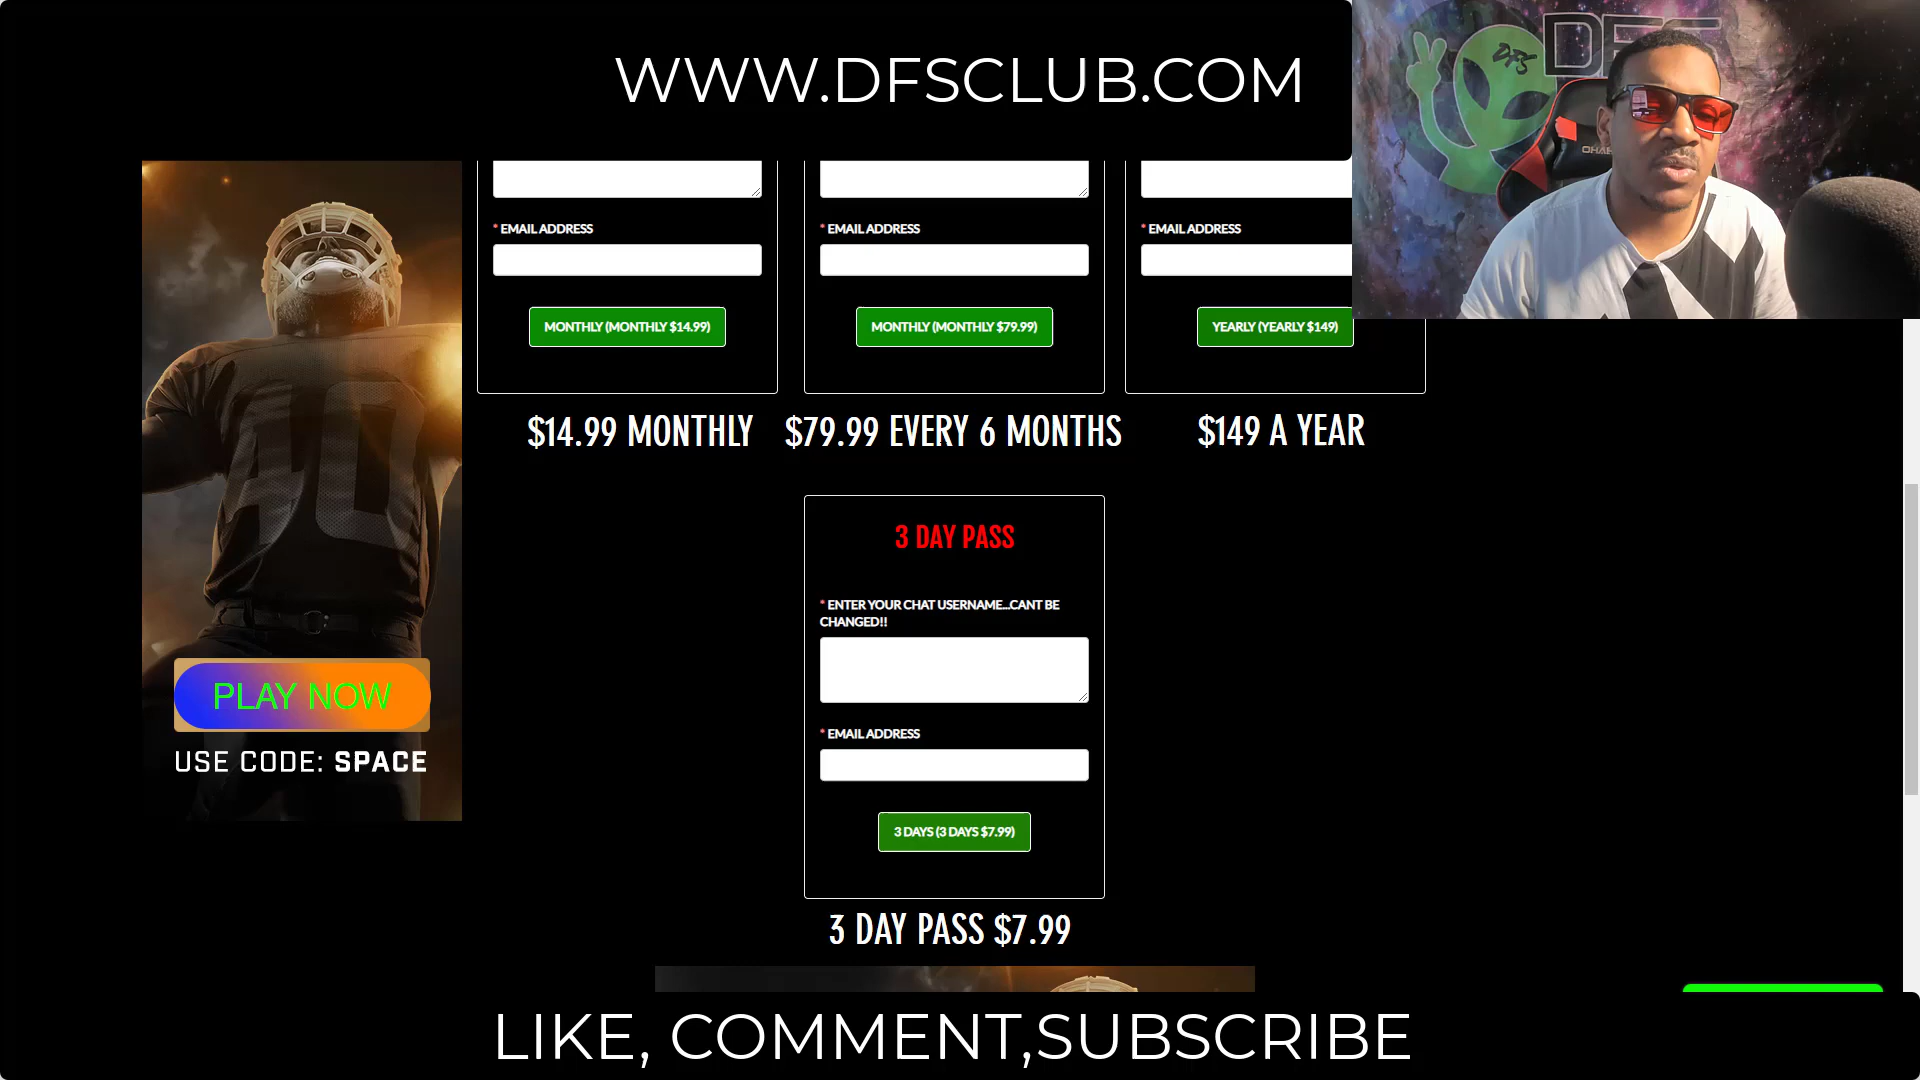 WWW.DFSCLUB.COM
DFS
DFS
* EMAIL ADDRESS
* EMAIL ADDRESS
* EMAIL ADDRESS
MONTHLY (MONTHLY $14.99)
MONTHLY (MONTHLY $79.99)
YEARLY (YEARLY $149)
$14.99 MONTHLY
$79.99 EVERY 6 MONTHS
$149 A YEAR
40
3 DAY PASS
* ENTER YOUR CHAT USERNAME...CANT BE
CHANGED!!
* EMAIL ADDRESS
3 DAYS (3 DAYS $7.99)
3 DAY PASS $7.99
PLAY NOW
USE CODE: SPACE
LIKE, COMMENT,SUBSCRIBE